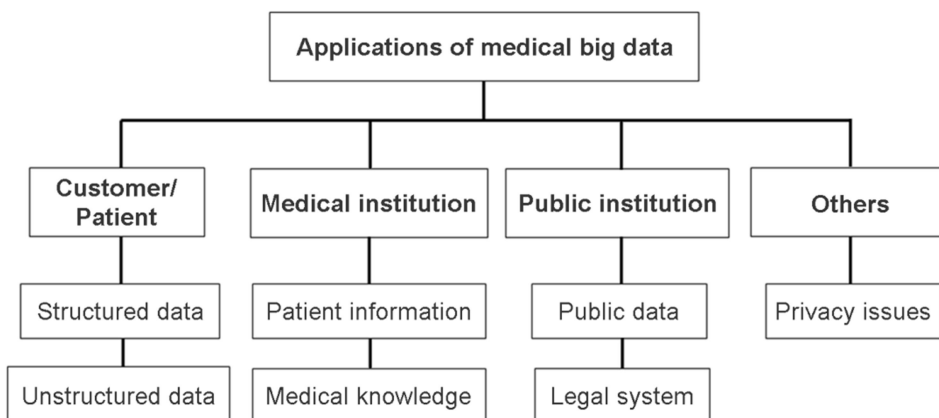 Applications of medical big data
Customer/
Patient
Medical institution
Public institution
Others
Structured data
Patient information
Public data
Privacy issues
Unstructured data
Medical knowledge
Legal system